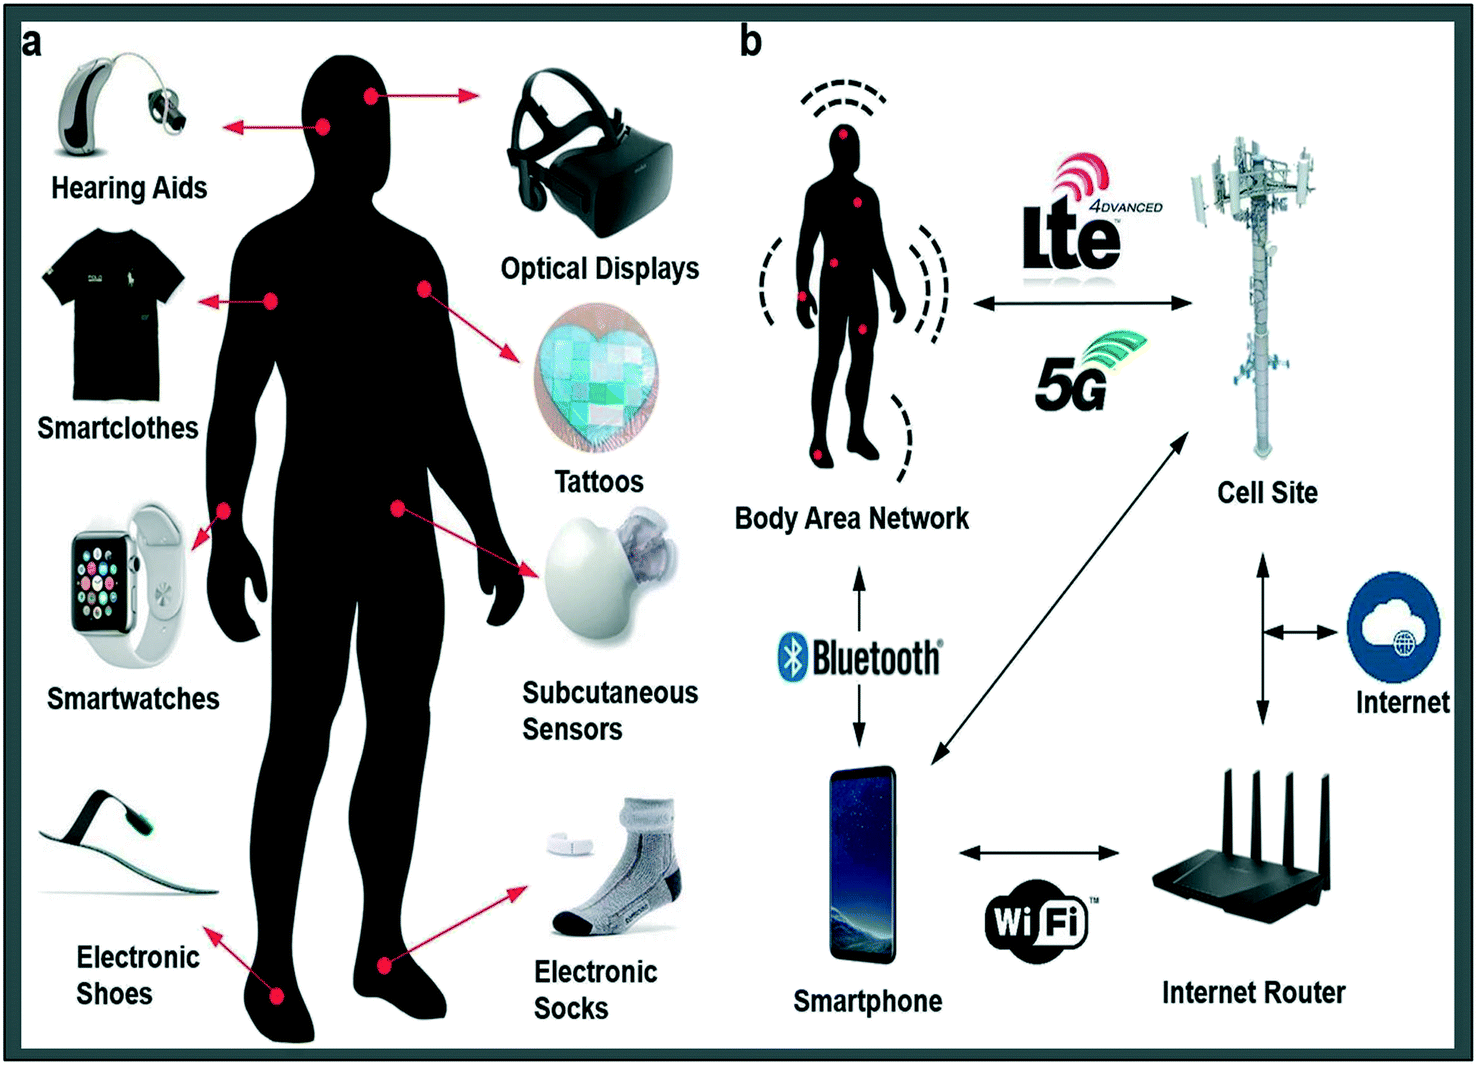 a
Hearing Aids
Optical Displays
Smartclothes
Tattoos
Smartwatches
Subcutaneous
Sensors
Electronic
Shoes
Electronic
Socks
b
4DVANCED
Lte
5G
Cell Site
Body Area Network
Bluetooth
Internet
WiFi™
Smartphone
Internet Router